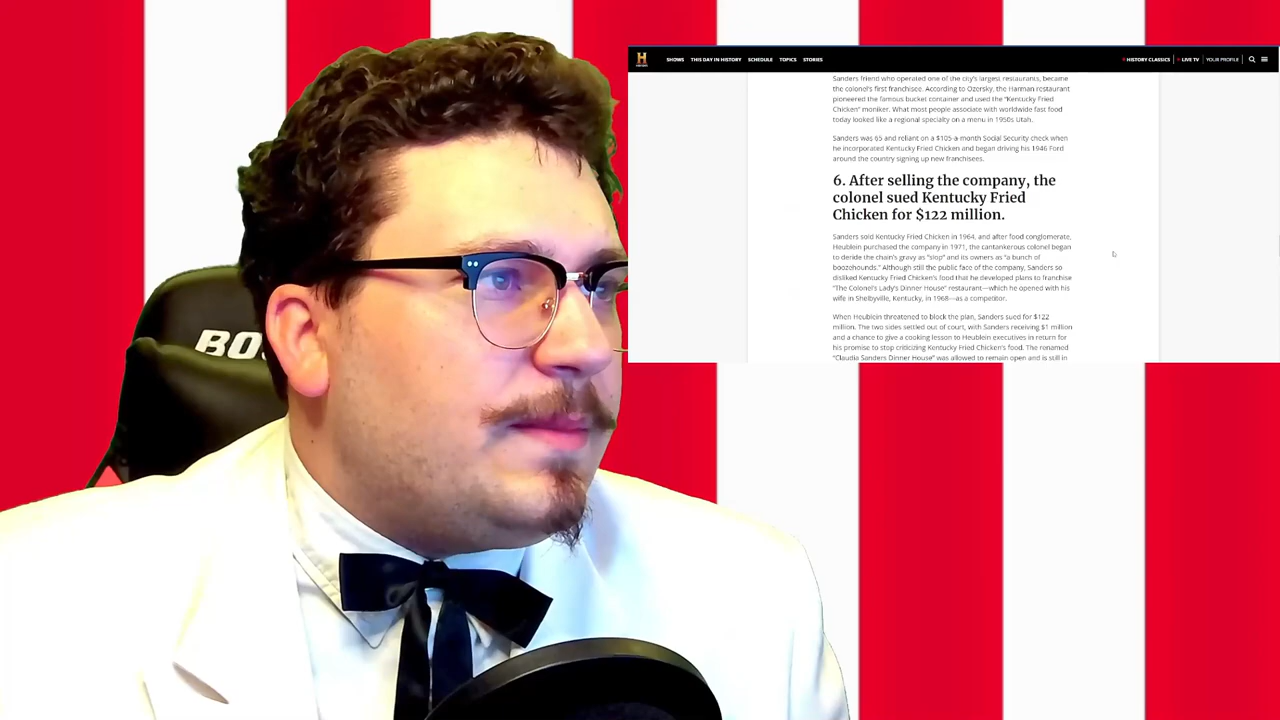 BO
H
HISTORY
SHOWS THIS DAY IN HISTORY SCHEDULE TOPICS STORIES HISTORY CLASSICS LIVE TV YOUR PROFILE
Sanders friend who operated one of the city's largest restaurants, became
the colonel's first franchisee. According to Ozersky, the Harman restaurant
pioneered the famous bucket container and used the "Kentucky Fried
Chicken" moniker. What most people associate with worldwide fast food
today looked like a regional specialty on a menu in 1950s Utah.
Sanders was 65 and reliant on a $105-a-month Social Security check when
he incorporated Kentucky Fried Chicken and began driving his 1946 Ford
around the country signing up new franchisees.
6. After selling the company, the
colonel sued Kentucky Fried
Chicken for $122 million.
Sanders sold Kentucky Fried Chicken in 1964, and after food conglomerate,
Heublein purchased the company in 1971, the cantankerous colonel began
to deride the chain's gravy as "slop" and its owners as "a bunch of
boozehounds." Although still the public face of the company, Sanders so
disliked Kentucky Fried Chicken's food that he developed plans to franchise
"The Colonel's Lady's Dinner House" restaurant—which he opened with his
wife in Shelbyville, Kentucky, in 1968—as a competitor.
When Heublein threatened to block the plan, Sanders sued for $122
million. The two sides settled out of court, with Sanders receiving $1 million
and a chance to give a cooking lesson to Heublein executives in return for
his promise to stop criticizing Kentucky Fried Chicken's food. The renamed
"Claudia Sanders Dinner House" was allowed to remain open and is still in